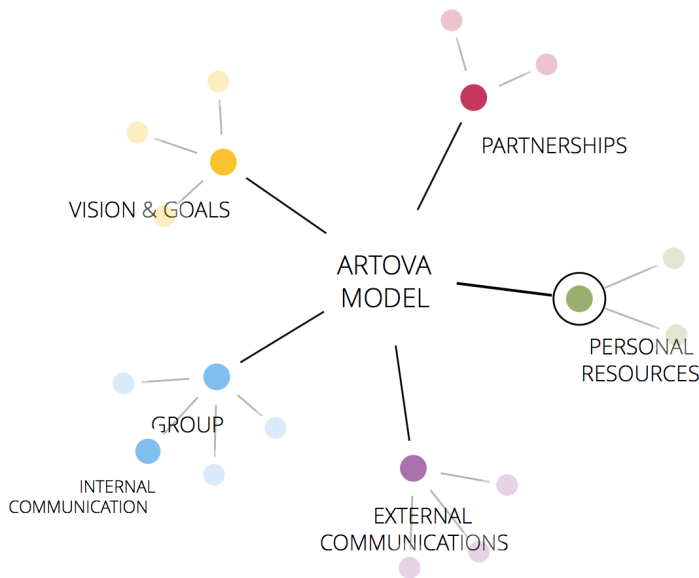 PARTNERSHIPS
VISION & GOALS
ARTOVA
MODEL
PERSONAL
RESOURCES
GROUP
INTERNAL
COMMUNICATION
EXTERNAL
COMMUNICATIONS